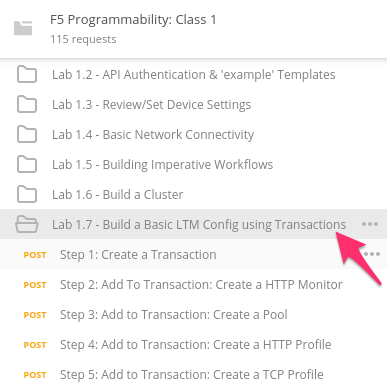 F5 Programmability: Class 1
115 requests
Lab 1.2 - API Authentication & 'example' Templates
Lab 1.3 - Review/Set Device Settings
Lab 1.4 - Basic Network Connectivity
Lab 1.5 - Building Imperative Workflows
Lab 1.6 - Build a Cluster
Lab 1.7 - Build a Basic LTM Config using Transactions
POST Step 1: Create a Transaction
POST Step 2: Add To Transaction: Create a HTTP Monitor
POST Step 3: Add to Transaction: Create a Pool
POST Step 4: Add to Transaction: Create a HTTP Profile
POST Step 5: Add to Transaction: Create a TCP Profile